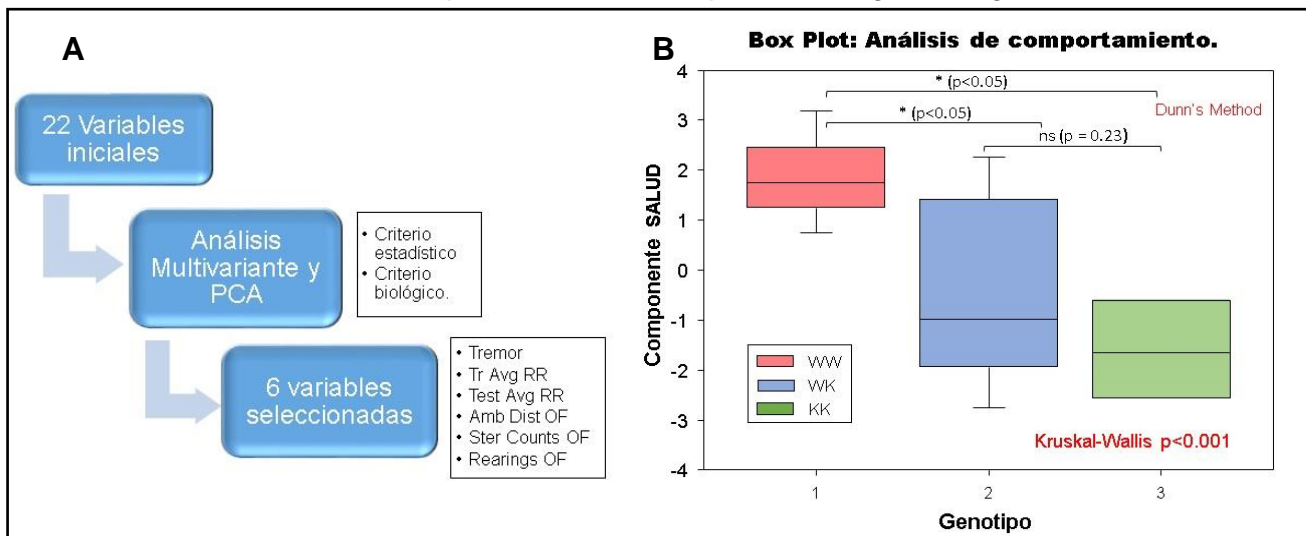 A
22 Variables
iniciales
Análisis
Multivariante y
PCA
• Criterio
estadístico
• Criterio
biológico.
6 variables
seleccionadas
• Tremor
• Tr Avg RR
• Test Avg RR
• Amb Dist OF
• Ster Counts OF
• Rearings OF
B
Box Plot: Análisis de comportamiento.
* (p<0.05)
Dunn's Method
* (p<0.05)
ns (p = 0.23)
Componente SALUD
4
3
2
1
0
-1
-2
-3
-4
WW
WK
KK
Kruskal-Wallis p<0.001
1
2
3
Genotipo